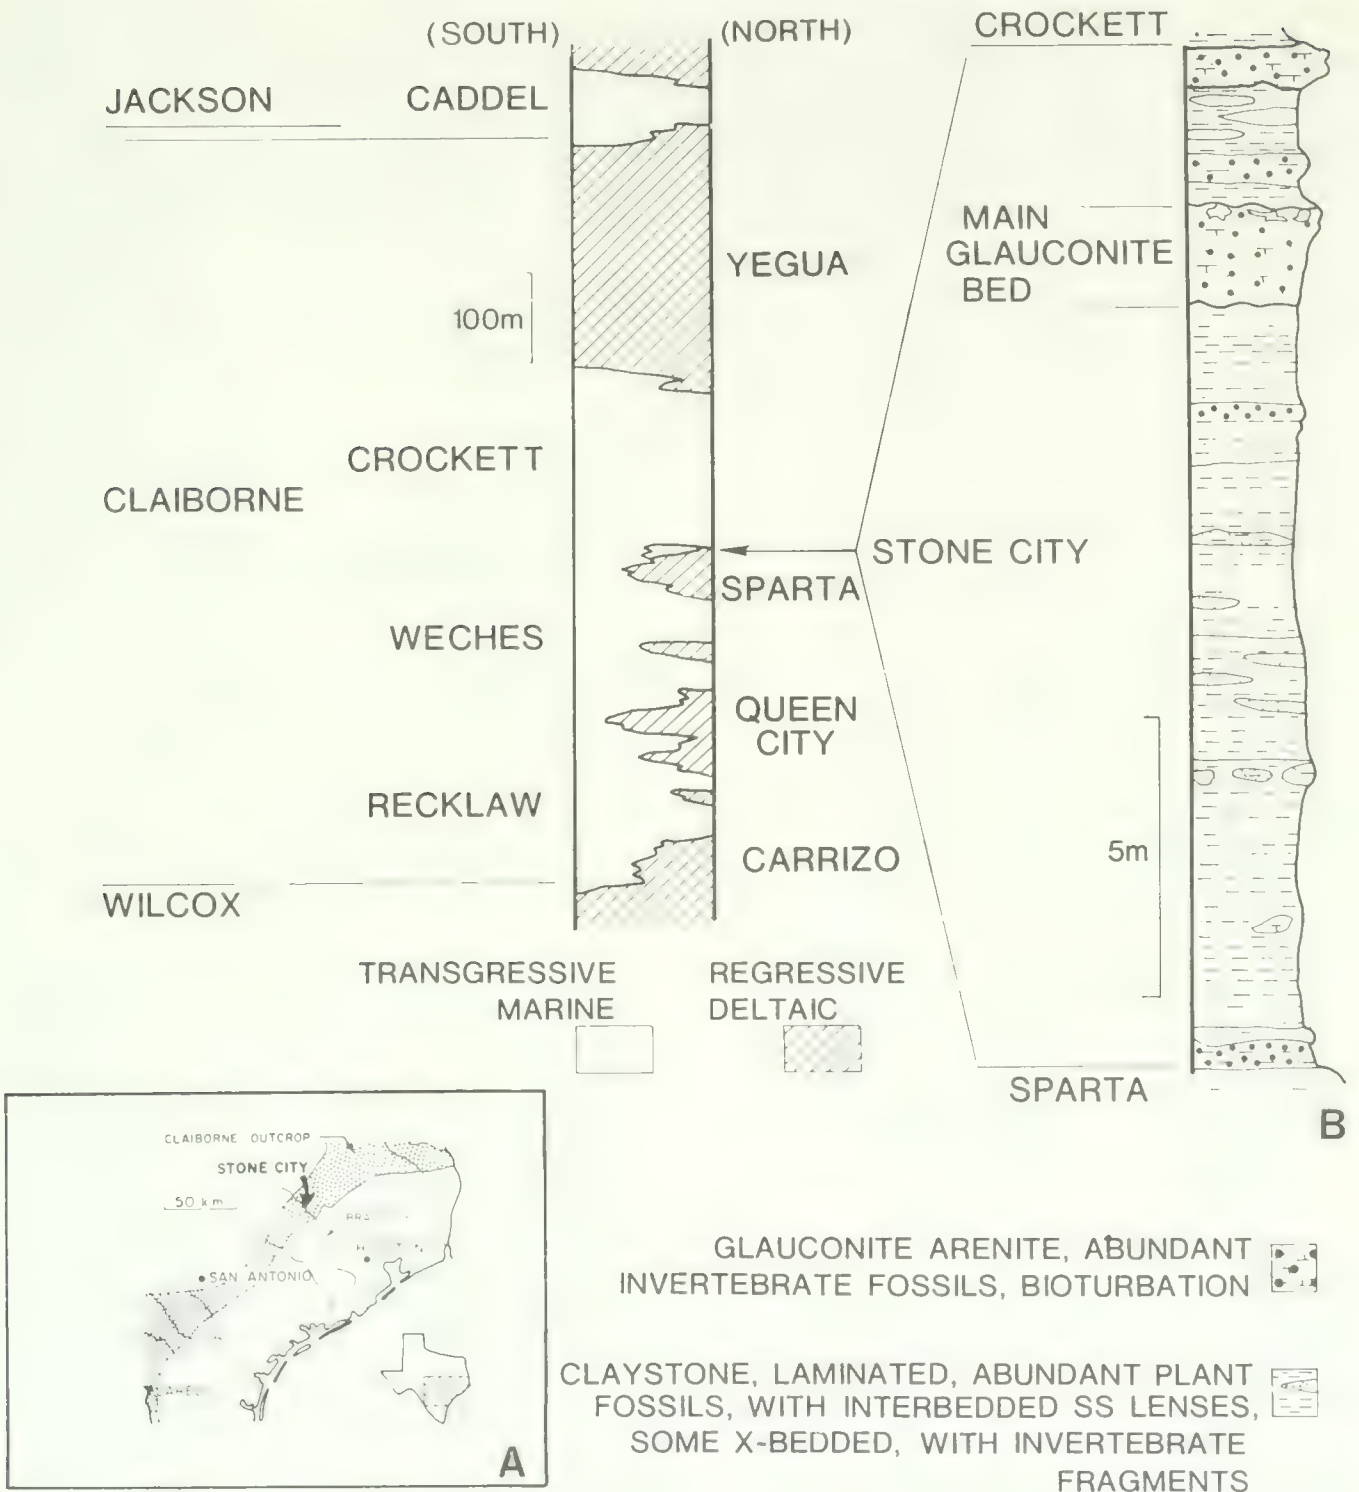 (SOUTH)
(NORTH)
CROCKETT
JACKSON
CADDEL
MAIN
GLAUCONITE
BED
YEGUA
100m
CROCKETT
CLAIBORNE
STONE CITY
SPARTA
WECHES
QUEEN
CITY
RECKLAW
CARRIZO
5m
WILCOX
TRANSGRESSIVE
MARINE
REGRESSIVE
DELTAIC
SPARTA
B
CLAIBORNE OUTCROP
STONE CITY
50 km
SAN ANTONIO
A
GLAUCONITE ARENITE, ABUNDANT
INVERTEBRATE FOSSILS, BIOTURBATION
CLAYSTONE, LAMINATED, ABUNDANT PLANT
FOSSILS, WITH INTERBEDDED SS LENSES,
SOME X-BEDDED, WITH INVERTEBRATE
FRAGMENTS